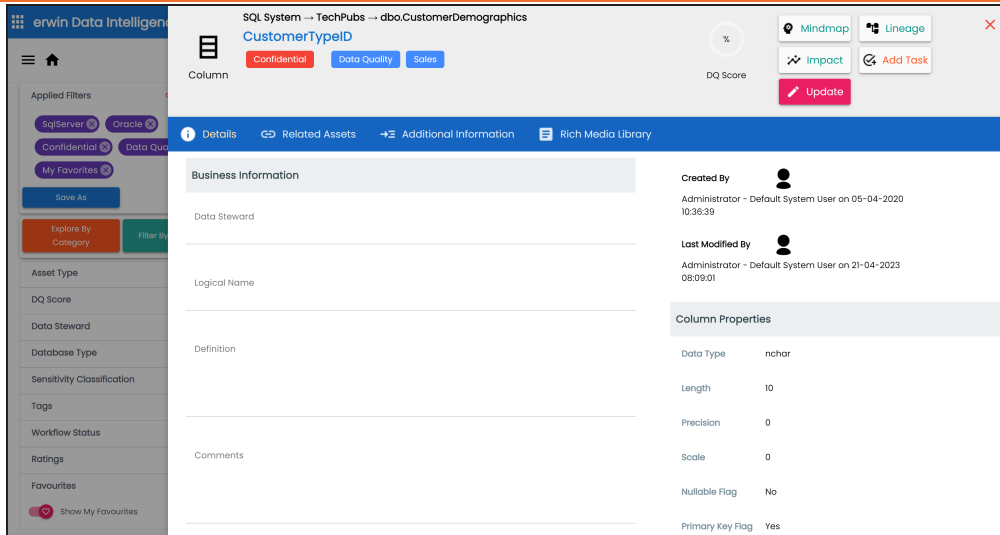 erwin Data Intelligen
Applied Filters
SqlServer
Oracle
Confidential
Data Qua
My Favorites
Save As
Explore By
Category
Filter By
Asset Type
DQ Score
Data Steward
Database Type
Sensitivity Classification
Tags
Workflow Status
Ratings
Favourites
Show My Favourites
SQL System → TechPubs → dbo.CustomerDemographics
CustomerTypeID
Column
Confidential
Data Quality
Sales
%
DQ Score
Mindmap
Lineage
Impact
Add Task
Update
Details
Related Assets
Additional Information
Rich Media Library
Business Information
Data Steward
Logical Name
Definition
Comments
Created By
Administrator - Default System User on 05-04-2020
10:36:39
Last Modified By
Administrator - Default System User on 21-04-2023
08:09:01
Column Properties
Data Type nchar
Length 10
Precision 0
Scale 0
Nullable Flag No
Primary Key Flag Yes